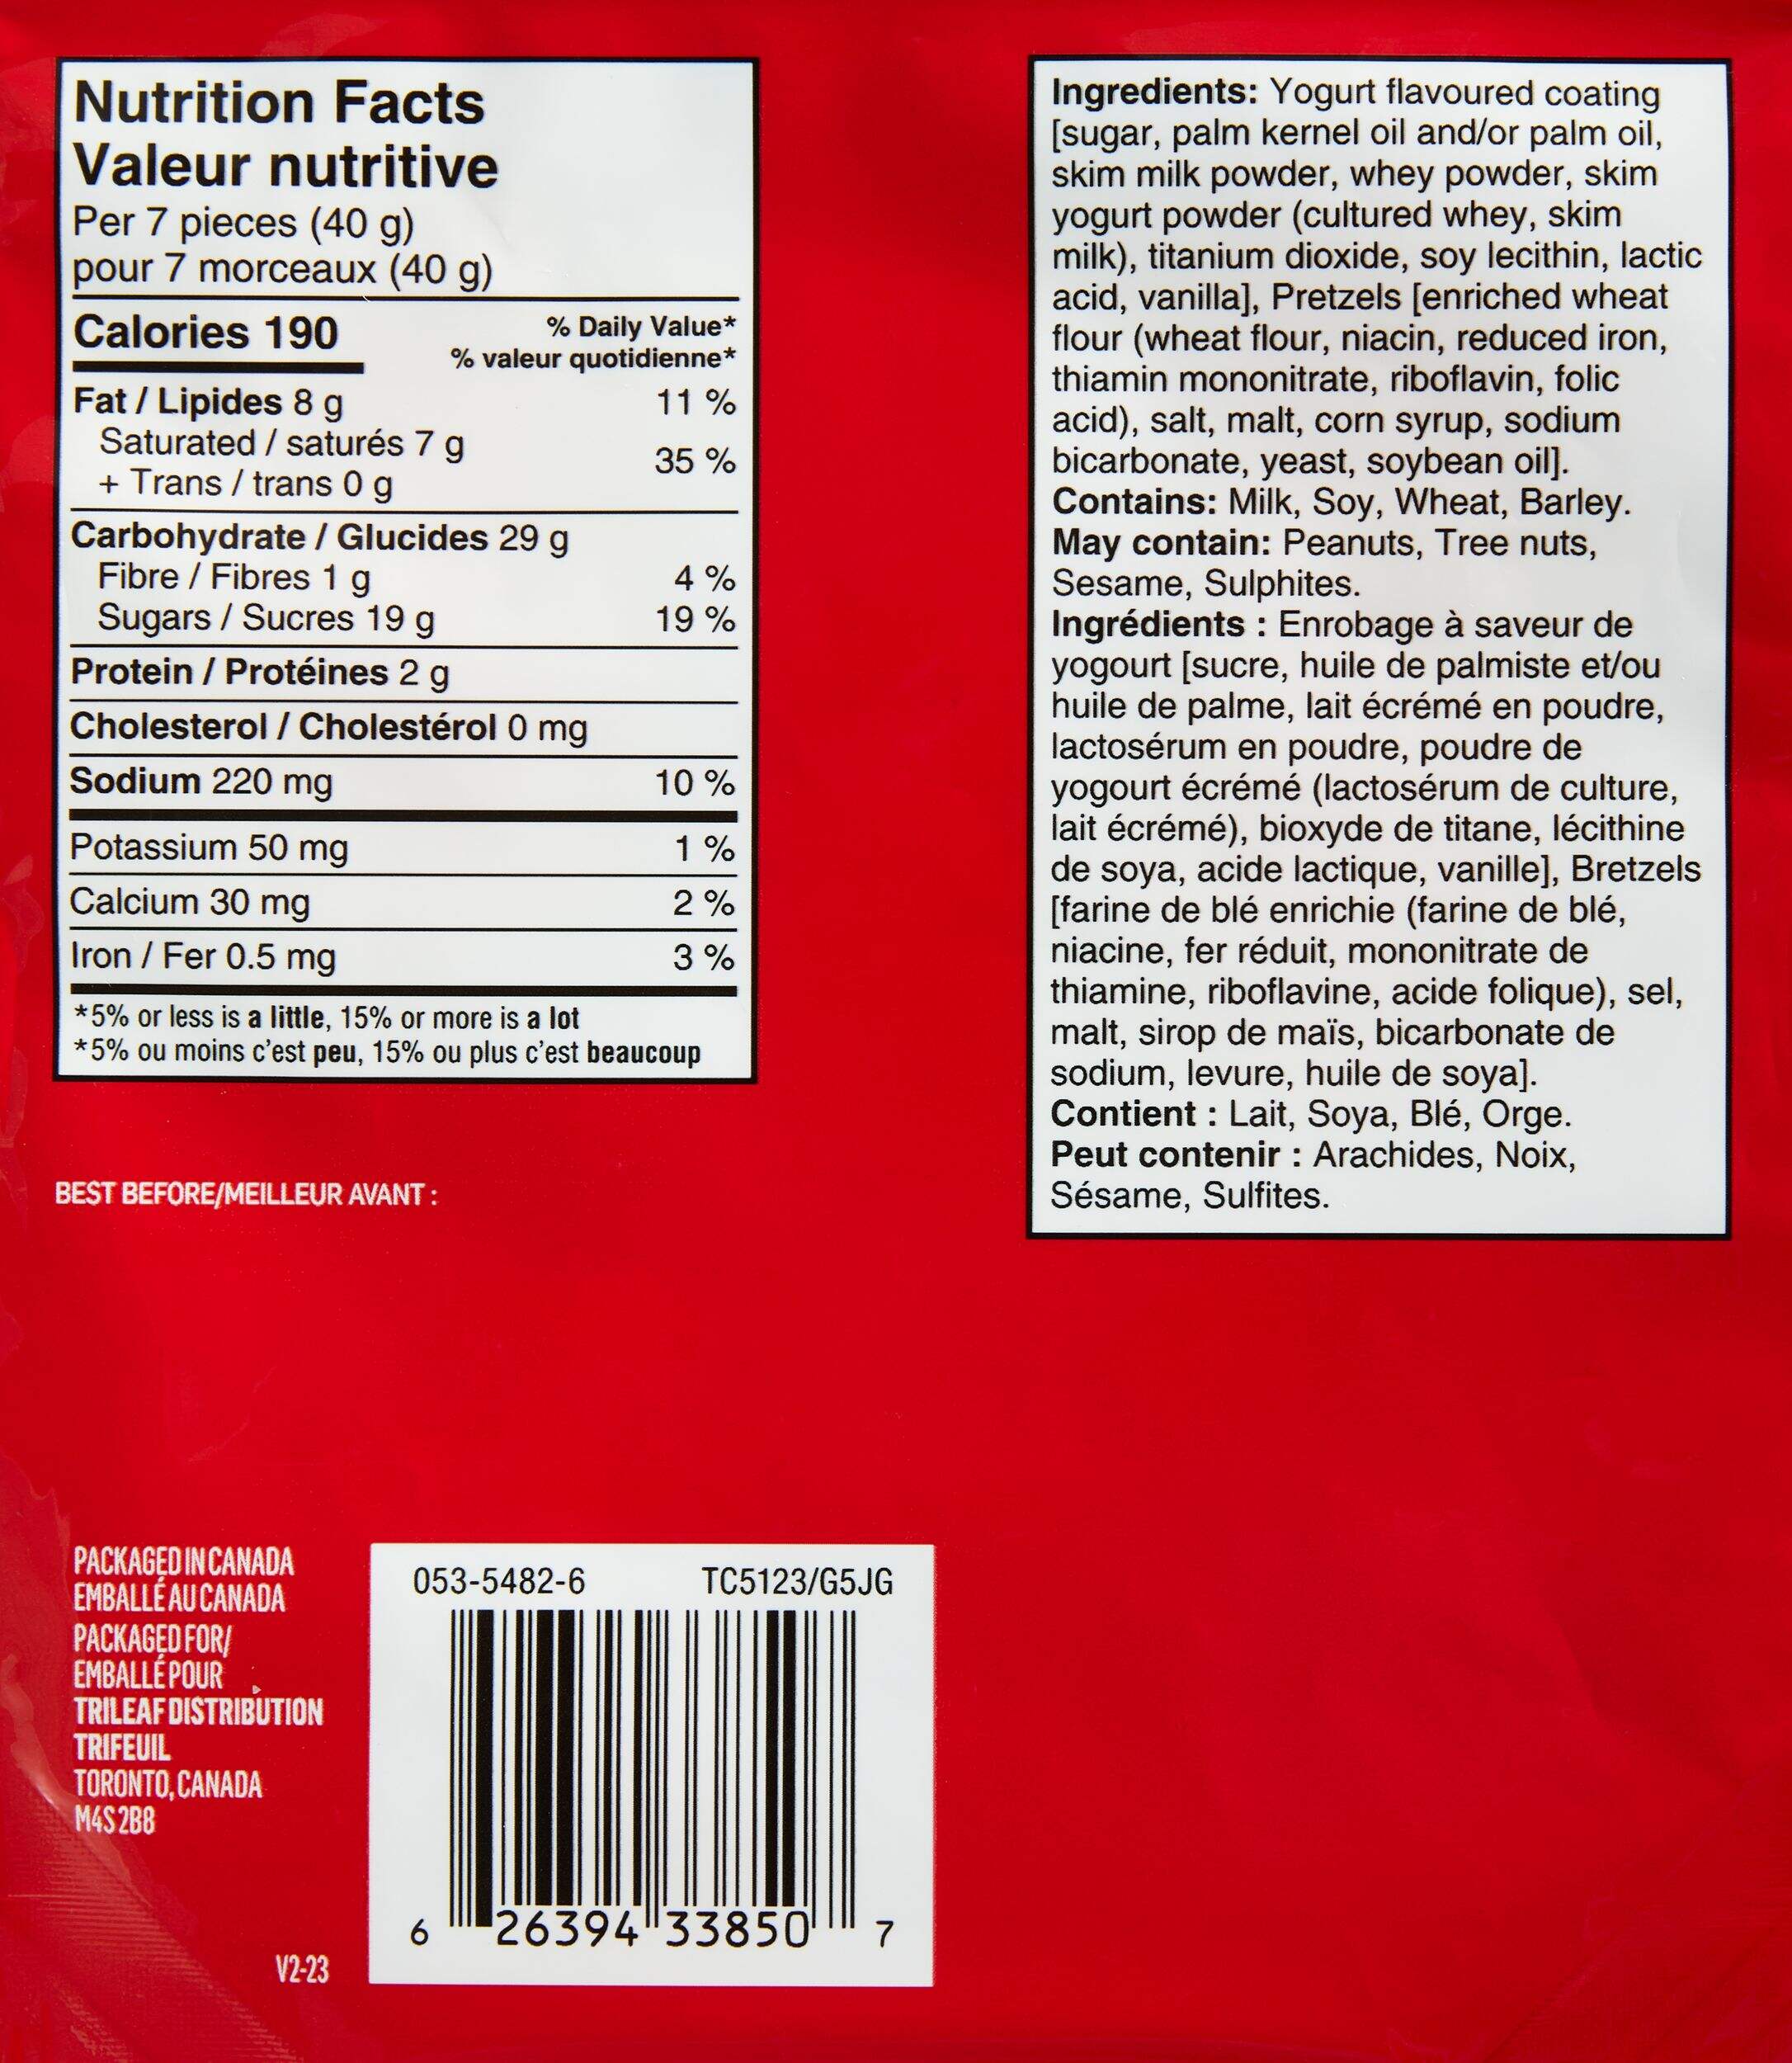 Nutrition Facts
Valeur nutritive
Per 7 pieces (40 g)
pour 7 morceaux (40 g)
Calories 190
% Daily Value*
% valeur quotidienne*
Fat / Lipides 8 g 11 %
Saturated / saturés 7 g
+ Trans / trans 0 g 35 %
Carbohydrate / Glucides 29 g
Fibre / Fibres 1 g 4 %
Sugars / Sucres 19 g 19 %
Protein / Protéines 2 g
Cholesterol / Cholestérol 0 mg
Sodium 220 mg 10 %
Potassium 50 mg 1 %
Calcium 30 mg 2 %
Iron / Fer 0.5 mg 3 %
*5% or less is a little, 15% or more is a lot
*5% ou moins c'est peu, 15% ou plus c'est beaucoup
BEST BEFORE/MEILLEUR AVANT :
Ingredients: Yogurt flavoured coating
[sugar, palm kernel oil and/or palm oil,
skim milk powder, whey powder, skim
yogurt powder (cultured whey, skim
milk), titanium dioxide, soy lecithin, lactic
acid, vanilla], Pretzels [enriched wheat
flour (wheat flour, niacin, reduced iron,
thiamin mononitrate, riboflavin, folic
acid), salt, malt, corn syrup, sodium
bicarbonate, yeast, soybean oil].
Contains: Milk, Soy, Wheat, Barley.
May contain: Peanuts, Tree nuts,
Sesame, Sulphites.
Ingrédients : Enrobage à saveur de
yogourt [sucre, huile de palmiste et/ou
huile de palme, lait écrémé en poudre,
lactosérum en poudre, poudre de
yogourt écrémé (lactosérum de culture,
lait écrémé), bioxyde de titane, lécithine
de soya, acide lactique, vanille], Bretzels
[farine de blé enrichie (farine de blé,
niacine, fer réduit, mononitrate de
thiamine, riboflavine, acide folique), sel,
malt, sirop de maïs, bicarbonate de
sodium, levure, huile de soya].
Contient : Lait, Soya, Blé, Orge.
Peut contenir : Arachides, Noix,
Sésame, Sulfites.
PACKAGED IN CANADA
EMBALLÉ AU CANADA
PACKAGED FOR/
EMBALLÉ POUR
TRILEAF DISTRIBUTION
TRIFEUIL
TORONTO, CANADA
M4S 2B8
V2-23
053-5482-6 TC5123/G5JG
6 26394 33850 7